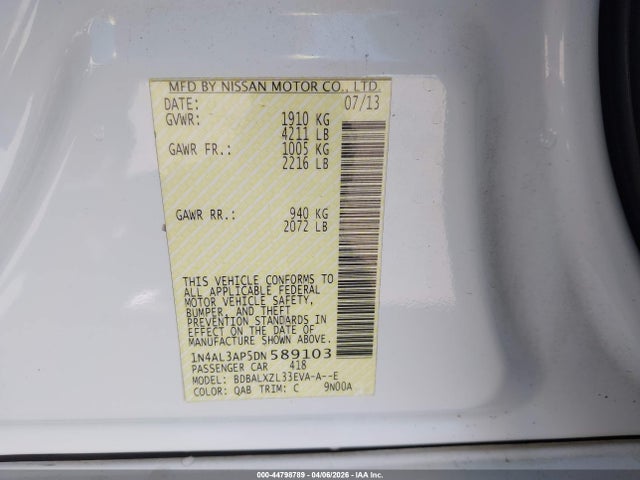 MFD BY NISSAN MOTOR CO., LTD.
DATE: 07/13
GVWR: 1910 KG
4211 LB
GAWR FR.: 1005 KG
2216 LB
GAWR RR.: 940 KG
2072 LB
THIS VEHICLE CONFORMS TO
ALL APPLICABLE FEDERAL
MOTOR VEHICLE SAFETY,
BUMPER, AND THEFT
PREVENTION STANDARDS IN
EFFECT ON THE DATE OF
MANUFACTURE SHOWN ABOVE.
1N4AL3AP5DN589103
PASSENGER CAR 418
MODEL: BDBALXZL33EVA-A--E
COLOR: QAB TRIM: C 9N00A
000-44798789 - 04/06/2026 - IAA Inc.